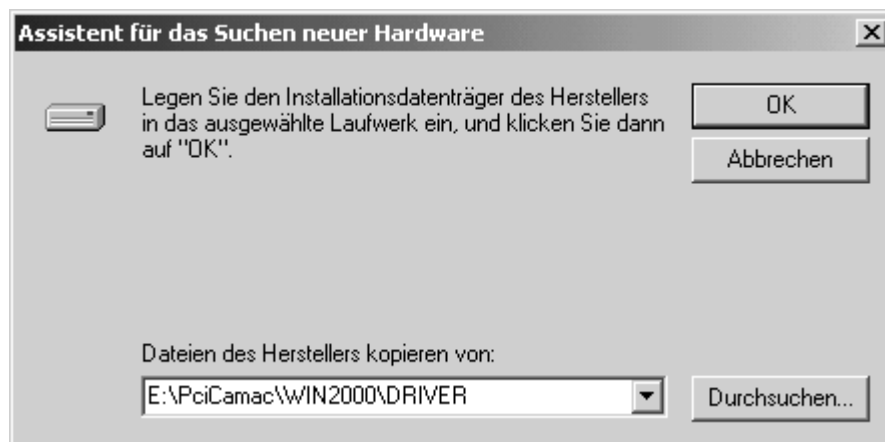 Assistent für das Suchen neuer Hardware
Legen Sie den Installationsdatenträger des Herstellers
in das ausgewählte Laufwerk ein, und klicken Sie dann
auf "OK".
OK
Abbrechen
Dateien des Herstellers kopieren von:
E:\PciCamac\WIN2000\DRIVER
Durchsuchen...